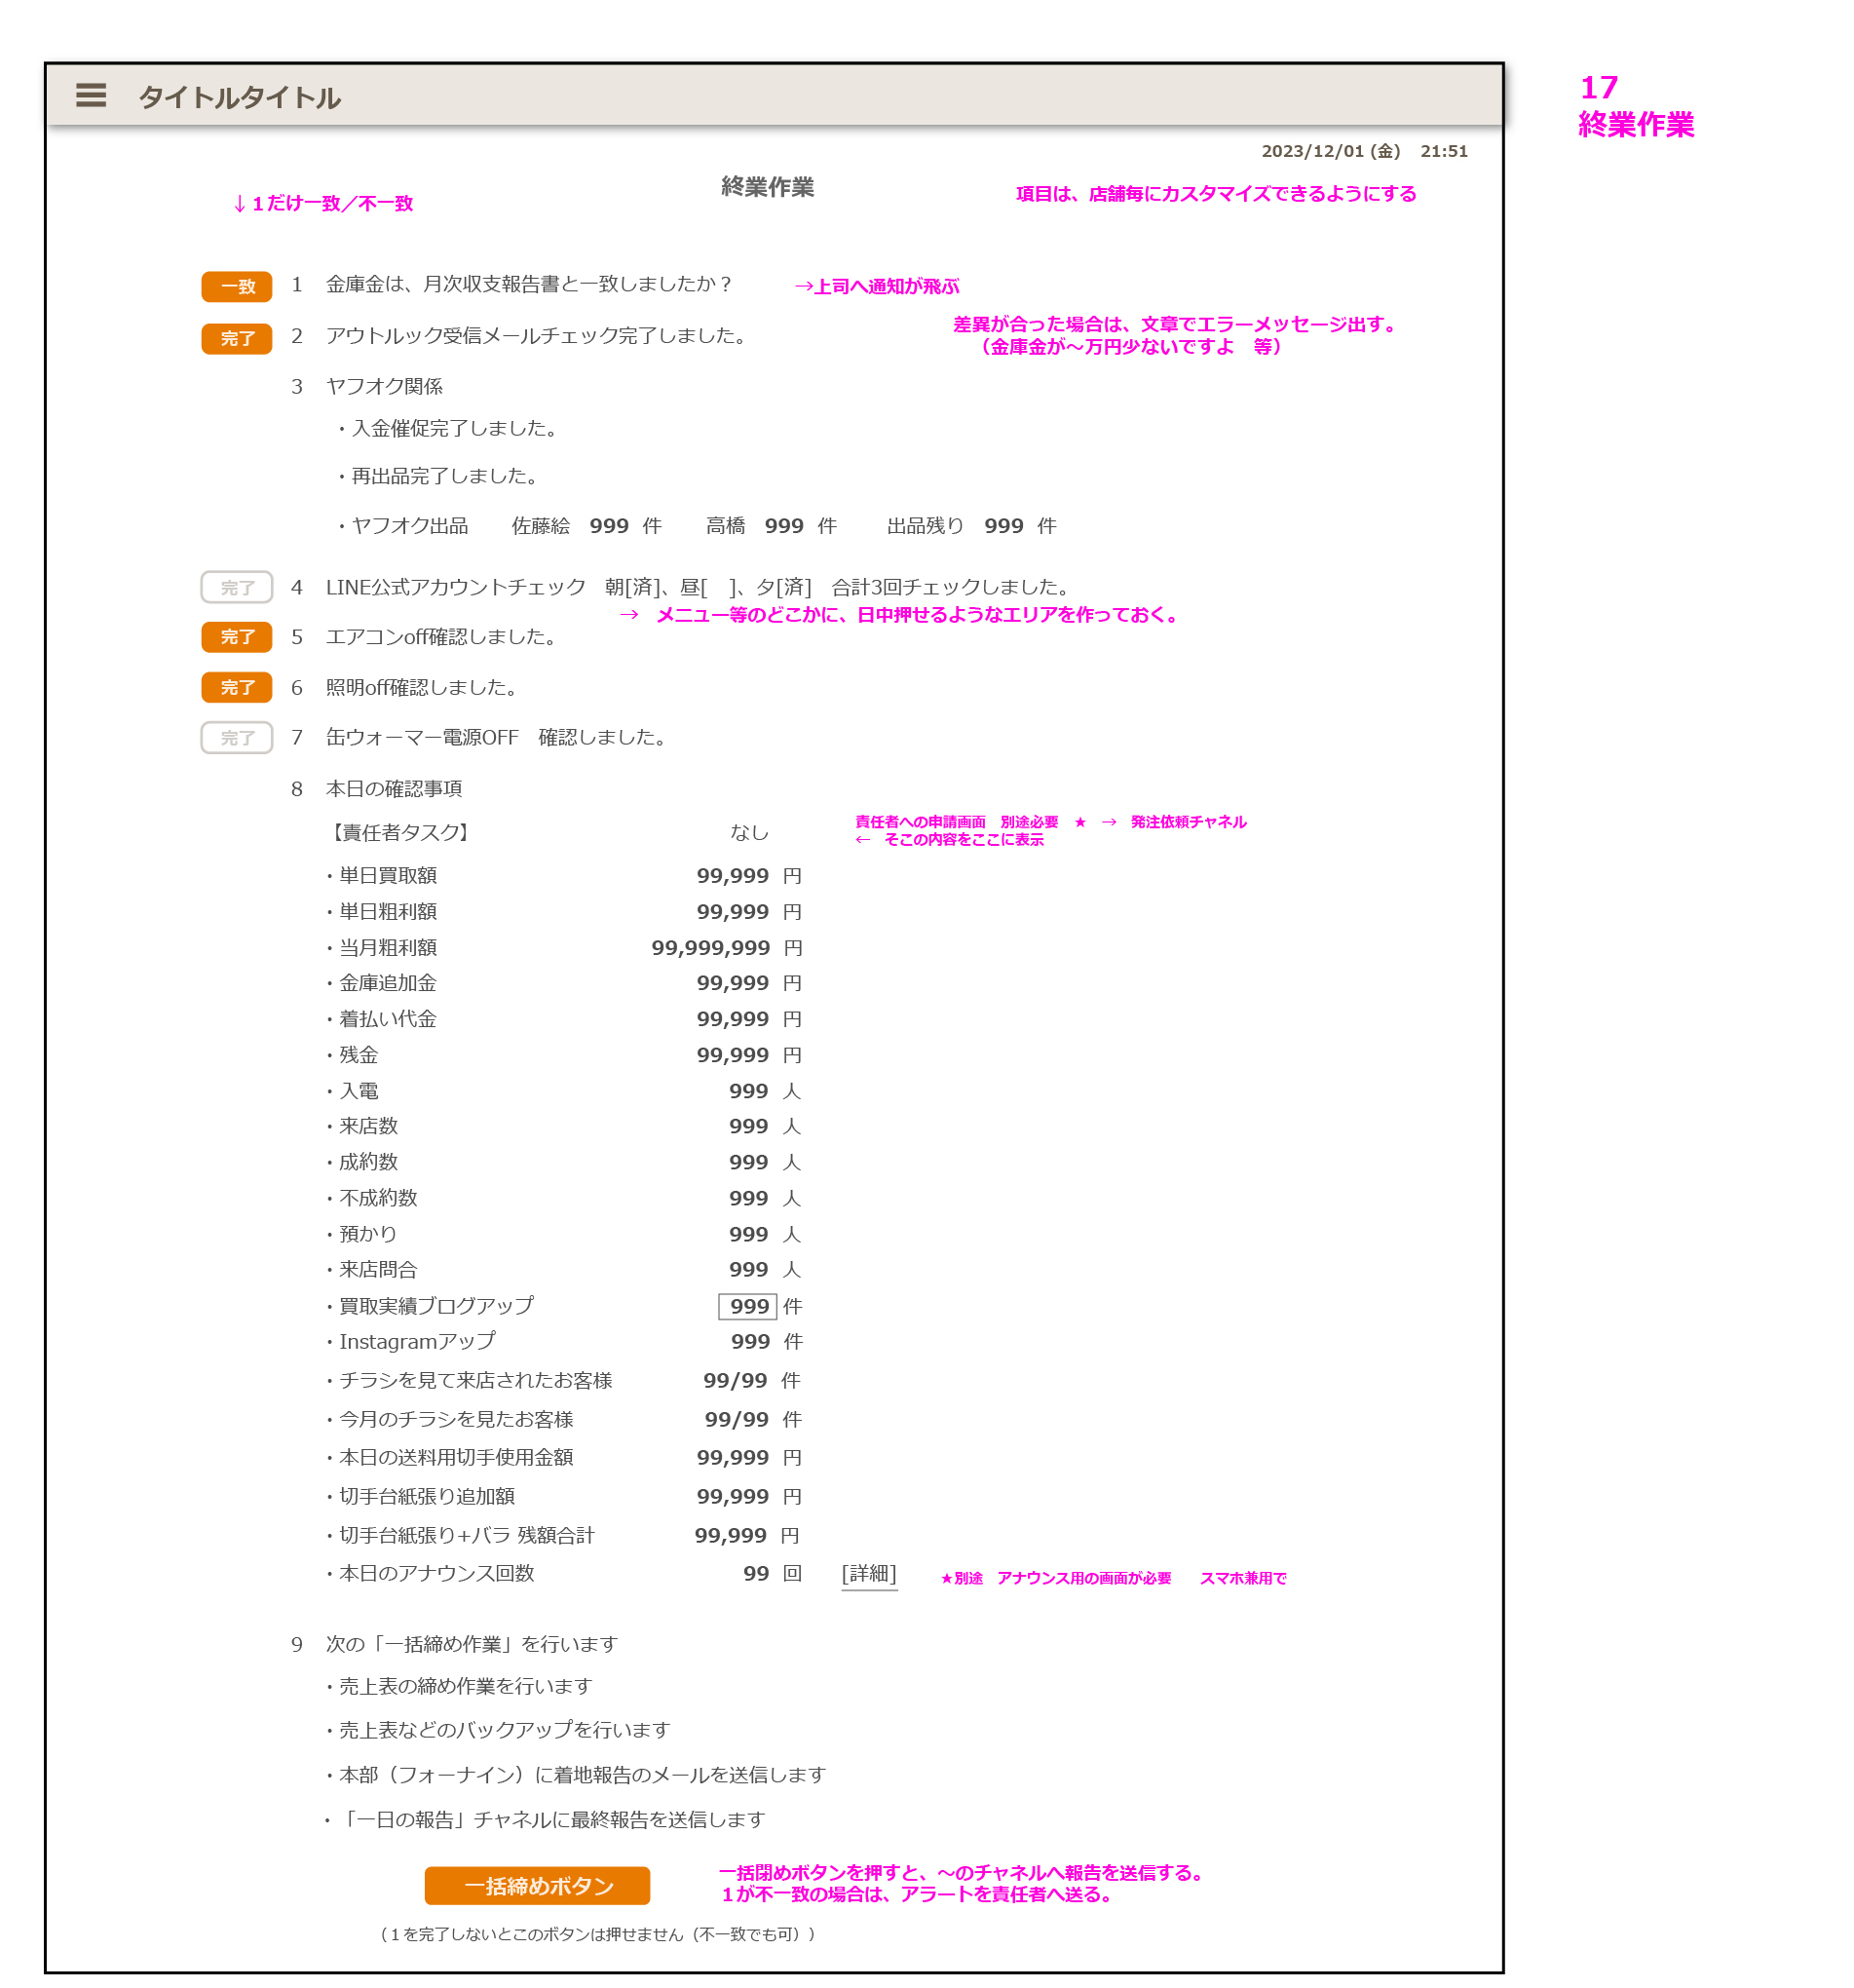 タイトルタイトル
17
終業作業
2023/12/01 (金)　21:51
終業作業
↓１だけ一致／不一致
項目は、店舗毎にカスタマイズできるようにする
一致　1　金庫金は、月次収支報告書と一致しましたか？　→上司へ通知が飛ぶ
差異が合った場合は、文章でエラーメッセージ出す。
（金庫金が～万円少ないですよ　等）
完了　2　アウトルック受信メールチェック完了しました。
3　ヤフオク関係
・入金催促完了しました。
・再出品完了しました。
・ヤフオク出品　佐藤絵　999 件　高橋　999 件　出品残り　999 件
完了　4　LINE公式アカウントチェック　朝[済]、昼[　]、夕[済]　合計3回チェックしました。
→　メニュー等のどこかに、日中押せるようなエリアを作っておく。
完了　5　エアコンoff確認しました。
完了　6　照明off確認しました。
完了　7　缶ウォーマー電源OFF　確認しました。
8　本日の確認事項
【責任者タスク】　なし
責任者への申請画面　別途必要　★　→　発注依頼チャネル
←　そこの内容をここに表示
・単日買取額　99,999 円
・単日粗利額　99,999 円
・当月粗利額　99,999,999 円
・金庫追加金　99,999 円
・着払い代金　99,999 円
・残金　99,999 円
・入電　999 人
・来店数　999 人
・成約数　999 人
・不成約数　999 人
・預かり　999 人
・来店問合　999 人
・買取実績ブログアップ　999 件
・Instagramアップ　999 件
・チラシを見て来店されたお客様　99/99 件
・今月のチラシを見たお客様　99/99 件
・本日の送料用切手使用金額　99,999 円
・切手台紙張り追加額　99,999 円
・切手台紙張り+バラ 残額合計　99,999 円
・本日のアナウンス回数　99 回　[詳細]　★別途　アナウンス用の画面が必要　スマホ兼用で
9　次の「一括締め作業」を行います
・売上表の締め作業を行います
・売上表などのバックアップを行います
・本部（フォーナイン）に着地報告のメールを送信します
・「一日の報告」チャネルに最終報告を送信します
一括締めボタン
一括閉めボタンを押すと、～のチャネルへ報告を送信する。
１が不一致の場合は、アラートを責任者へ送る。
（１を完了しないとこのボタンは押せません（不一致でも可））